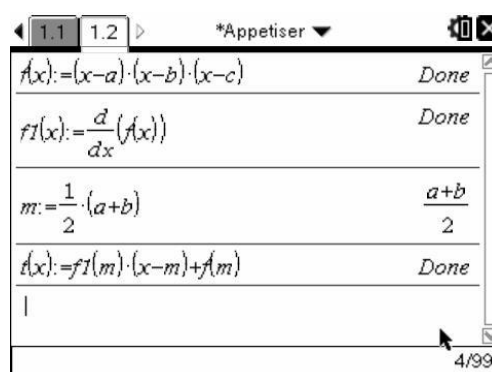 1.1 1.2 *Appetiser
f(x):=(x−a)·(x−b)·(x−c) Done
f1(x):=d/dx(f(x)) Done
m:=1/2·(a+b) (a+b)/2
t(x):=f1(m)·(x−m)+f(m) Done
4/99